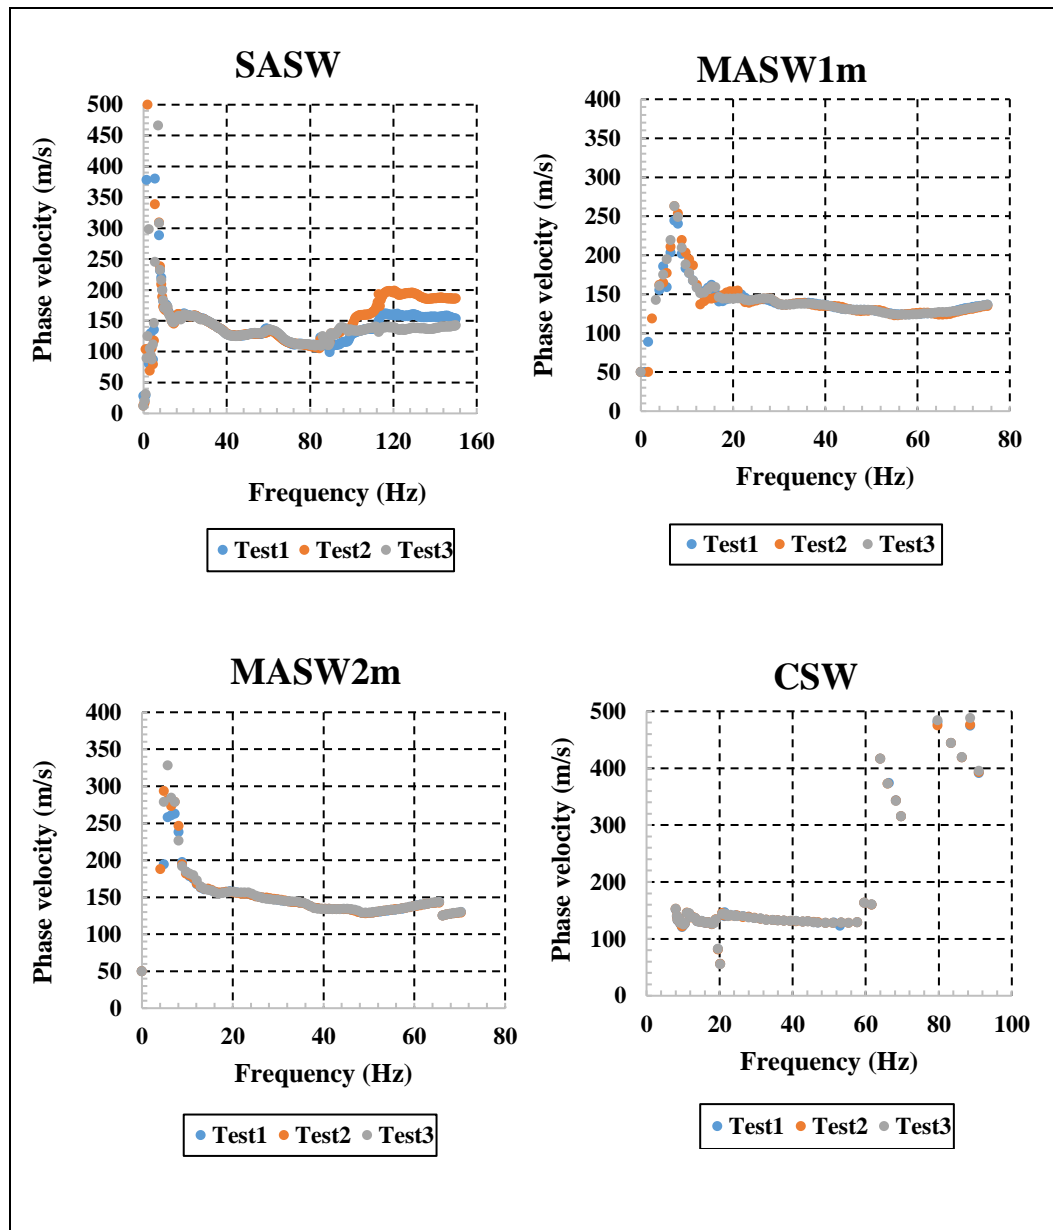 SASW
500
450
400
350
300
250
200
150
100
50
0
Phase velocity (m/s)
0 40 80 120 160
Frequency (Hz)
Test1 Test2 Test3
MASW1m
400
350
300
250
200
150
100
50
0
Phase velocity (m/s)
0 20 40 60 80
Frequency (Hz)
Test1 Test2 Test3
MASW2m
400
350
300
250
200
150
100
50
0
Phase velocity (m/s)
0 20 40 60 80
Frequency (Hz)
Test1 Test2 Test3
CSW
500
400
300
200
100
0
Phase velocity (m/s)
0 20 40 60 80 100
Frequency (Hz)
Test1 Test2 Test3